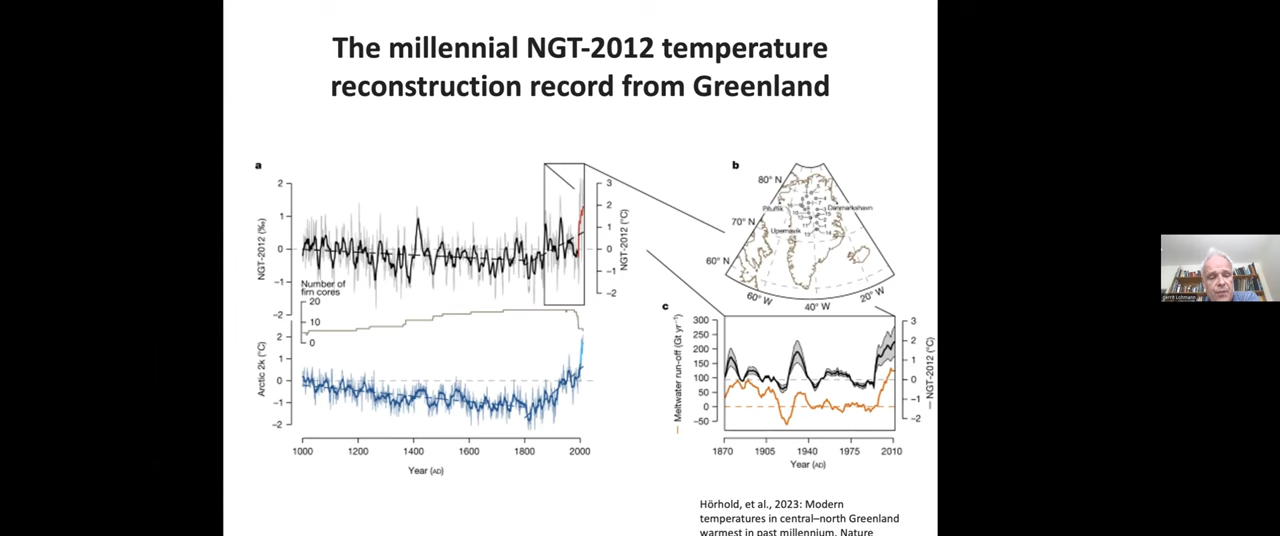 The millennial NGT-2012 temperature
reconstruction record from Greenland
a
2
1
0
−1
−2
NGT-2012 (‰)
3
2
1
0
−1
−2
NGT-2012 (°C)
Number of
firn cores
20
10
0
2
1
0
−1
−2
Arctic 2k (°C)
1000
1200
1400
1600
1800
2000
Year (AD)
b
80° N
70° N
60° N
Pituffik
Danmarkshavn
Upernavik
60° W
40° W
20° W
c
300
250
200
150
100
50
0
−50
— Meltwater run-off (Gt yr⁻¹)
3
2
1
0
−1
−2
— NGT-2012 (°C)
1870
1905
1940
1975
2010
Year (AD)
Hörhold, et al., 2023: Modern
temperatures in central–north Greenland
warmest in past millennium. Nature
Gerrit Lohmann